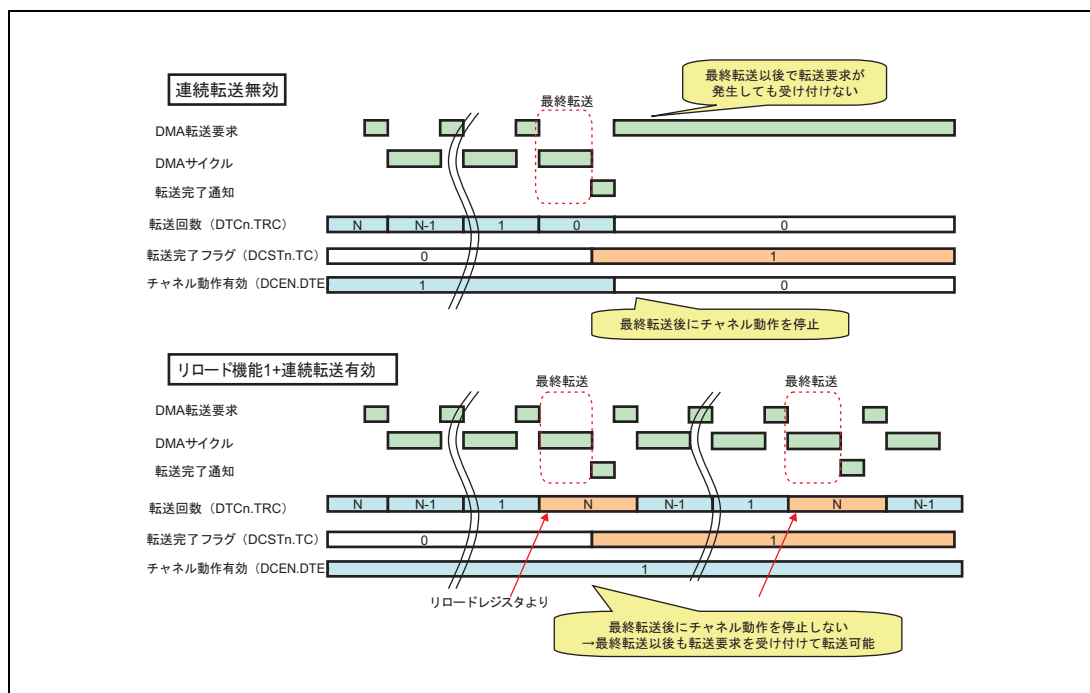 連続転送無効
最終転送以後で転送要求が
発生しても受け付けない
最終転送
DMA転送要求
DMAサイクル
転送完了通知
転送回数（DTCn.TRC）
N N-1 1 0 0
転送完了フラグ（DCSTn.TC）
0 1
チャネル動作有効（DCEN.DTE
1 0
最終転送後にチャネル動作を停止
リロード機能1+連続転送有効
最終転送 最終転送
DMA転送要求
DMAサイクル
転送完了通知
転送回数（DTCn.TRC）
N N-1 1 N N-1 1 N N-1
転送完了フラグ（DCSTn.TC）
0 1
チャネル動作有効（DCEN.DTE
1
リロードレジスタより
最終転送後にチャネル動作を停止しない
→最終転送以後も転送要求を受け付けて転送可能